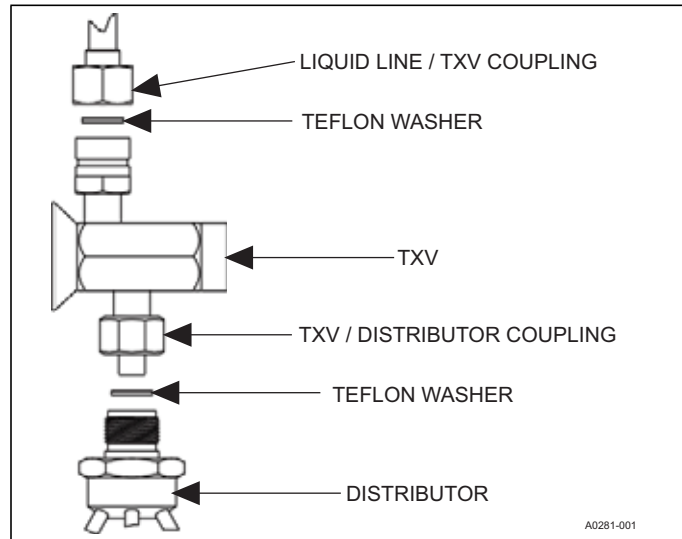 LIQUID LINE / TXV COUPLING
TEFLON WASHER
TXV
TXV / DISTRIBUTOR COUPLING
TEFLON WASHER
DISTRIBUTOR
A0281-001